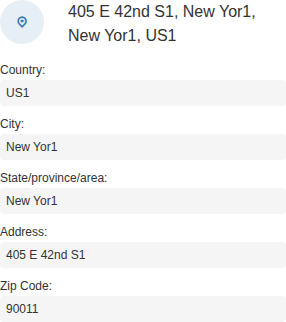 405 E 42nd S1, New Yor1,
New Yor1, US1
Country:
US1
City:
New Yor1
State/province/area:
New Yor1
Address:
405 E 42nd S1
Zip Code:
90011